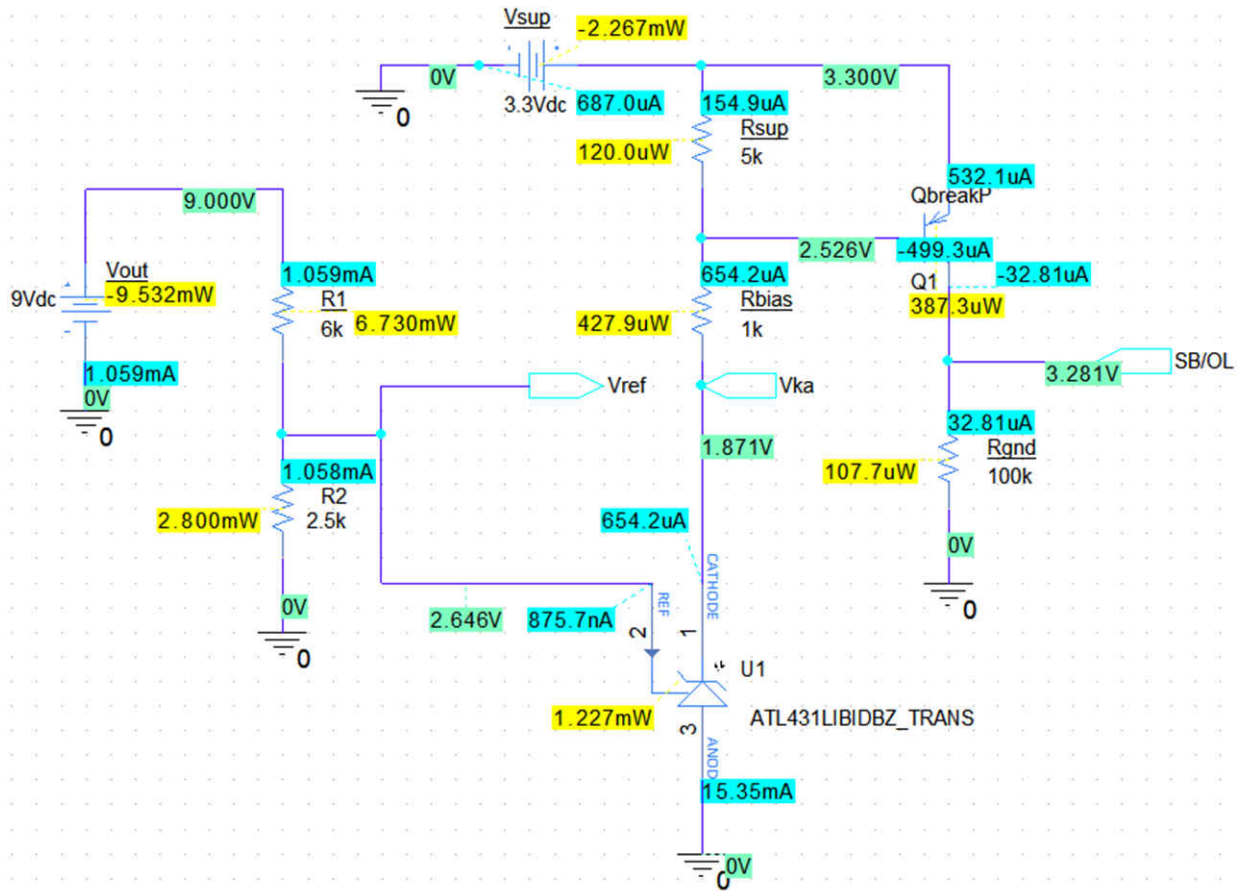 Vsup
-2.267mW
0V
3.300V
0
3.3Vdc
687.0uA
154.9uA
Rsup
5k
120.0uW
532.1uA
9.000V
QbreakP
2.526V
-499.3uA
Vout
-9.532mW
9Vdc
1.059mA
R1
6k
6.730mW
654.2uA
Rbias
1k
427.9uW
Q1
-32.81uA
387.3uW
1.059mA
0V
0
Vref
Vka
3.281V
SB/OL
1.871V
32.81uA
Rgnd
100k
107.7uW
1.058mA
R2
2.5k
2.800mW
654.2uA
0V
0
CATHODE
REF
2.646V
875.7nA
2
1
0V
0
U1
1.227mW
ATL431LIBIDBZ_TRANS
3
ANOD
15.35mA
0V
0